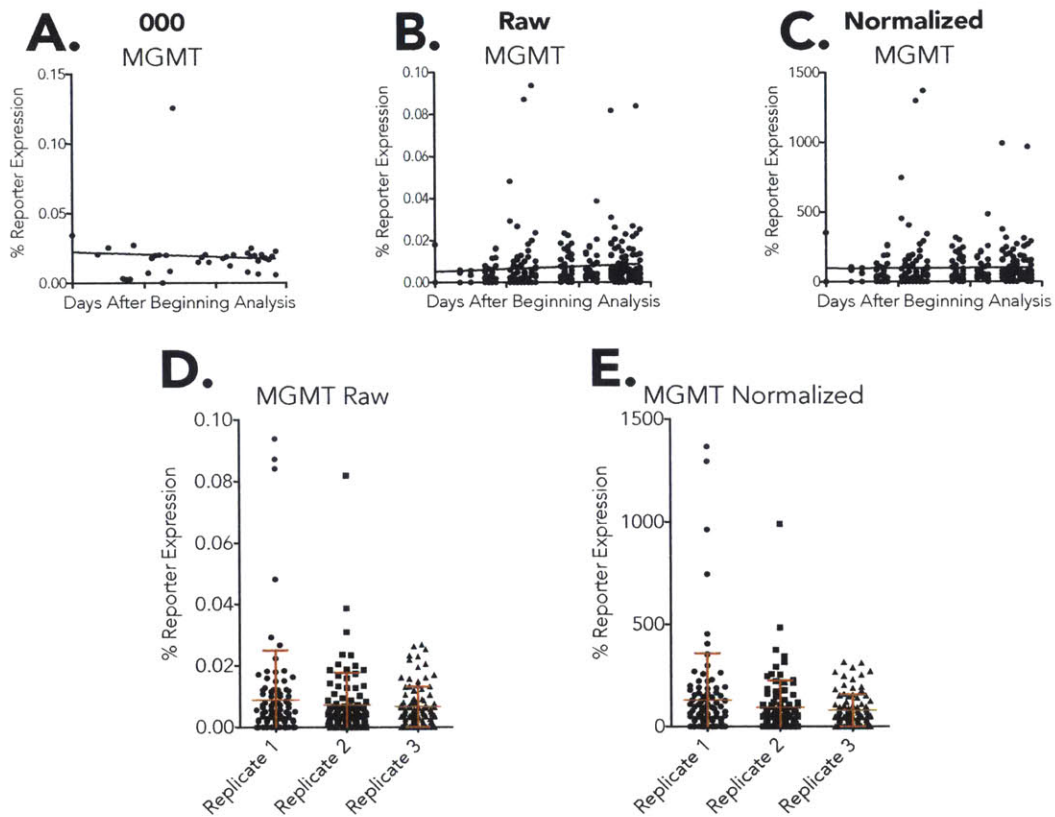 A.
000
MGMT
% Reporter Expression
0.15
0.10
0.05
0.00
Days After Beginning Analysis
B.
Raw
MGMT
% Reporter Expression
0.10
0.08
0.06
0.04
0.02
0.00
Days After Beginning Analysis
C.
Normalized
MGMT
% Reporter Expression
1500
1000
500
0
Days After Beginning Analysis
D.
MGMT Raw
% Reporter Expression
0.10
0.08
0.06
0.04
0.02
0.00
Replicate 1
Replicate 2
Replicate 3
E.
MGMT Normalized
% Reporter Expression
1500
1000
500
0
Replicate 1
Replicate 2
Replicate 3